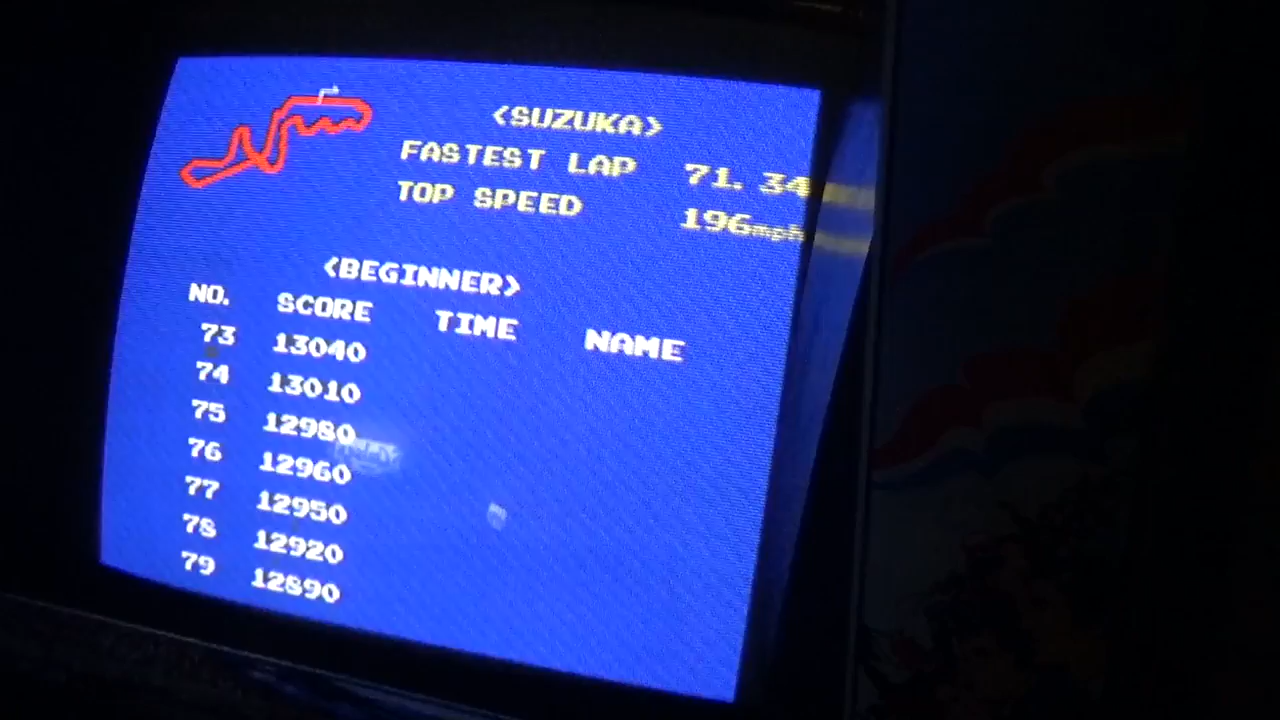 <SUZUKA>
FASTEST LAP 71.34
TOP SPEED 196mph
<BEGINNER>
NO. SCORE TIME NAME
73 13040
74 13010
75 12980
76 12960
77 12950
78 12920
79 12890